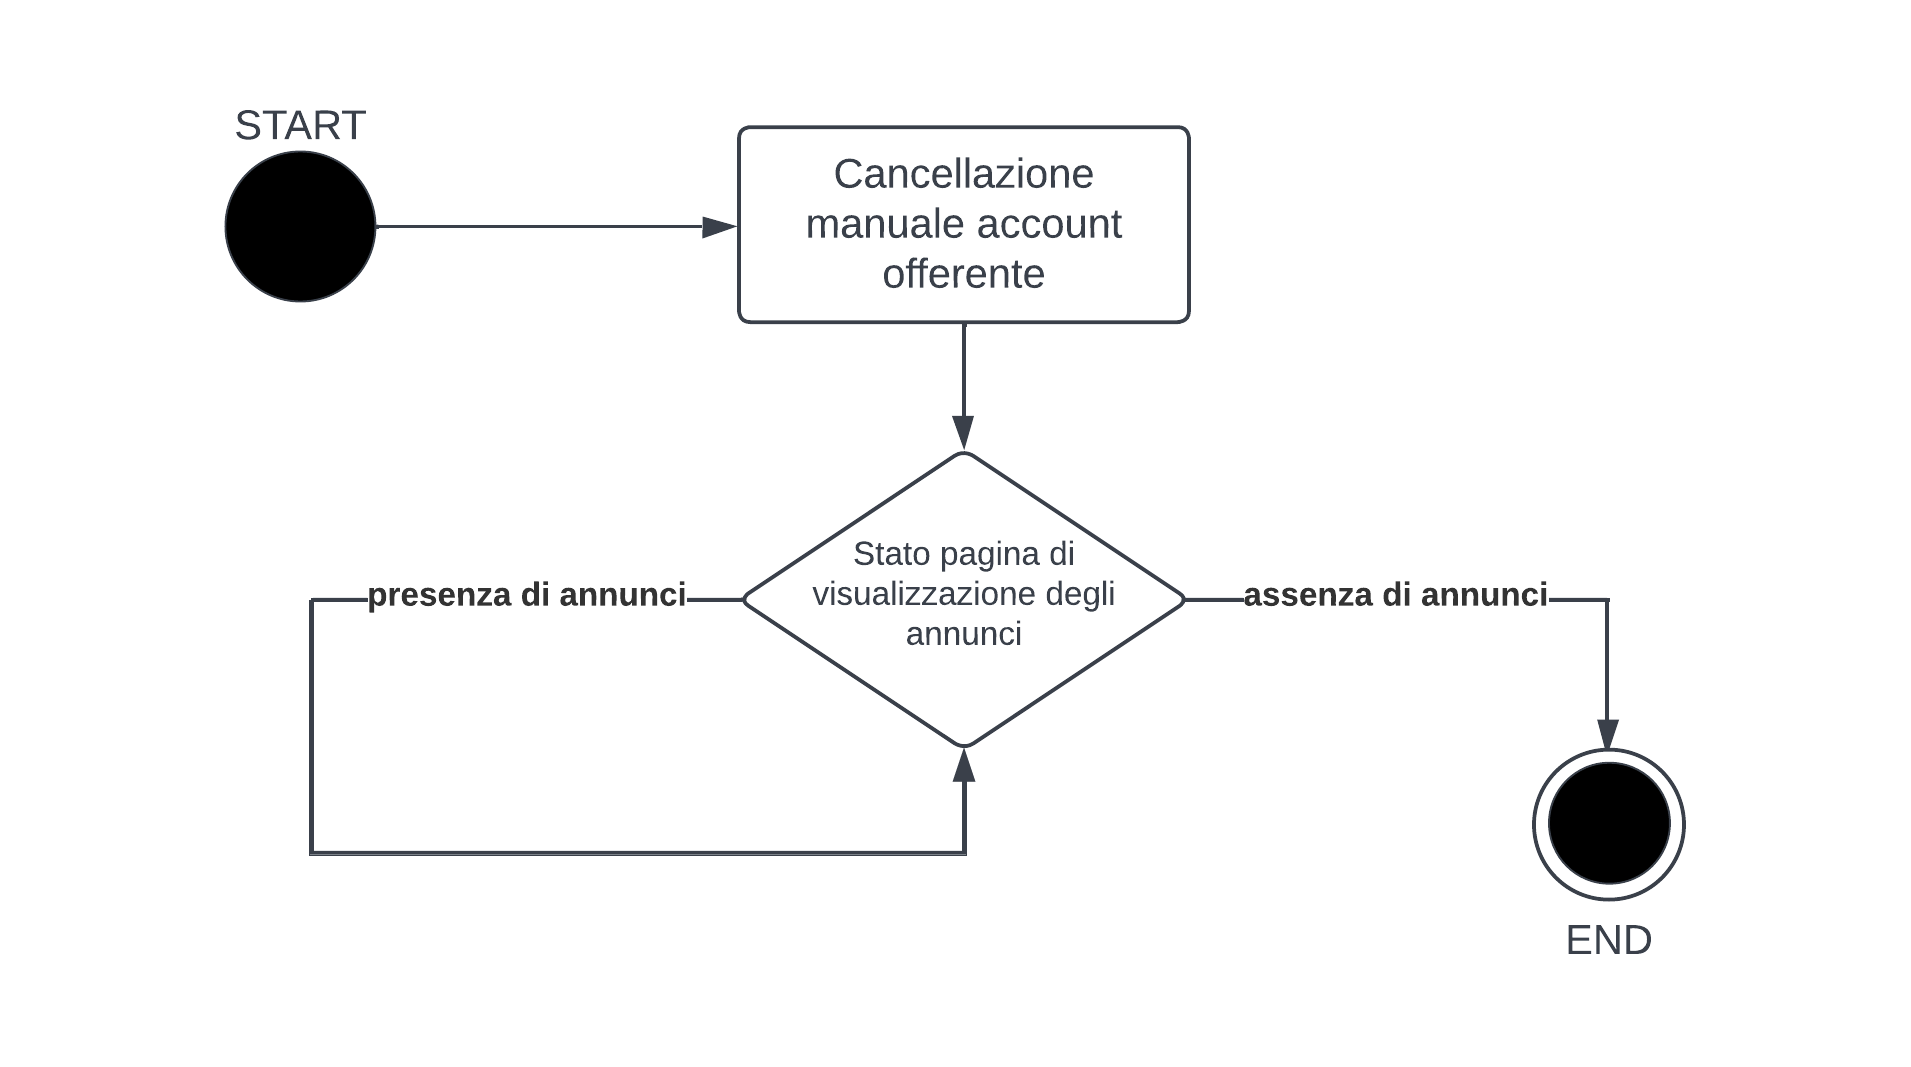 START
Cancellazione
manuale account
offerente
Stato pagina di
visualizzazione degli
annunci
presenza di annunci
assenza di annunci
END